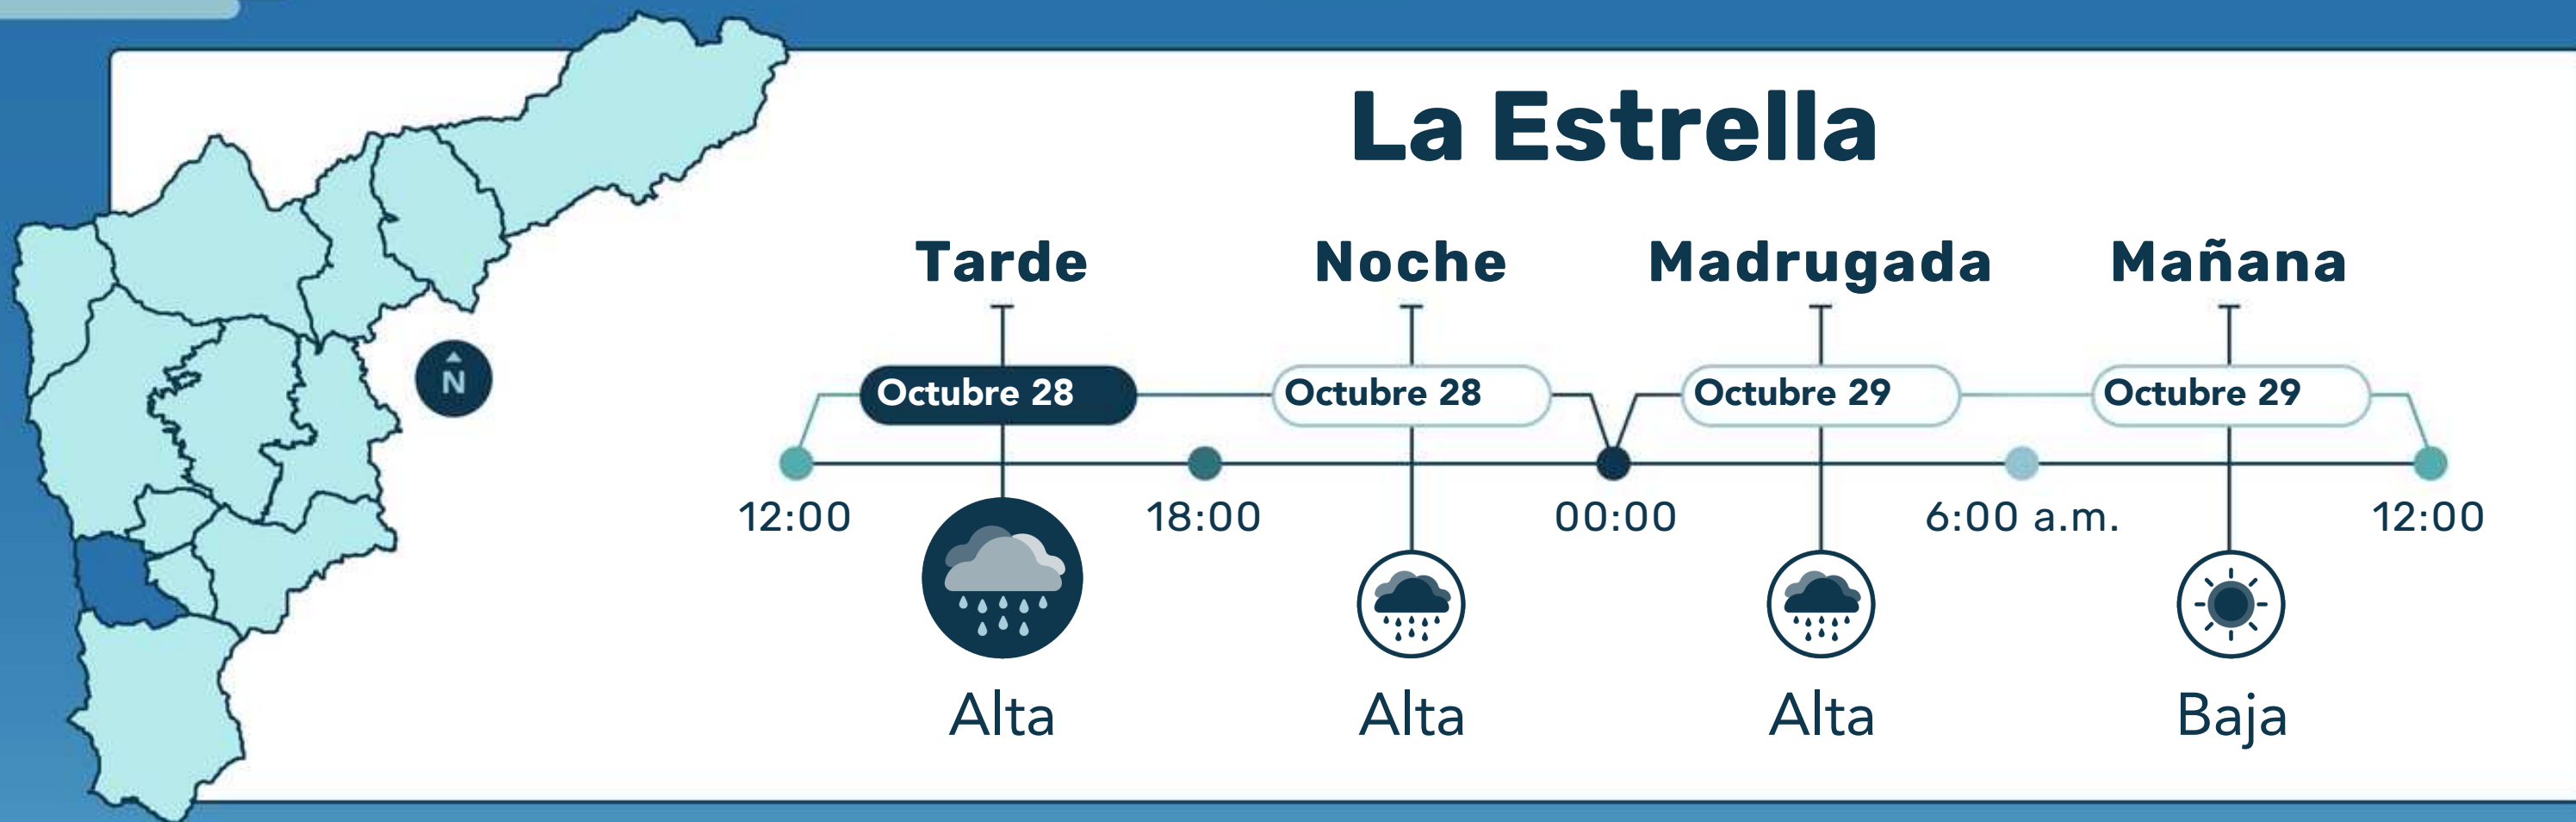 La Estrella
Tarde Noche Madrugada Mañana
N
Octubre 28 Octubre 28 Octubre 29 Octubre 29
12:00 18:00 00:00 6:00 a.m. 12:00
Alta Alta Alta Baja